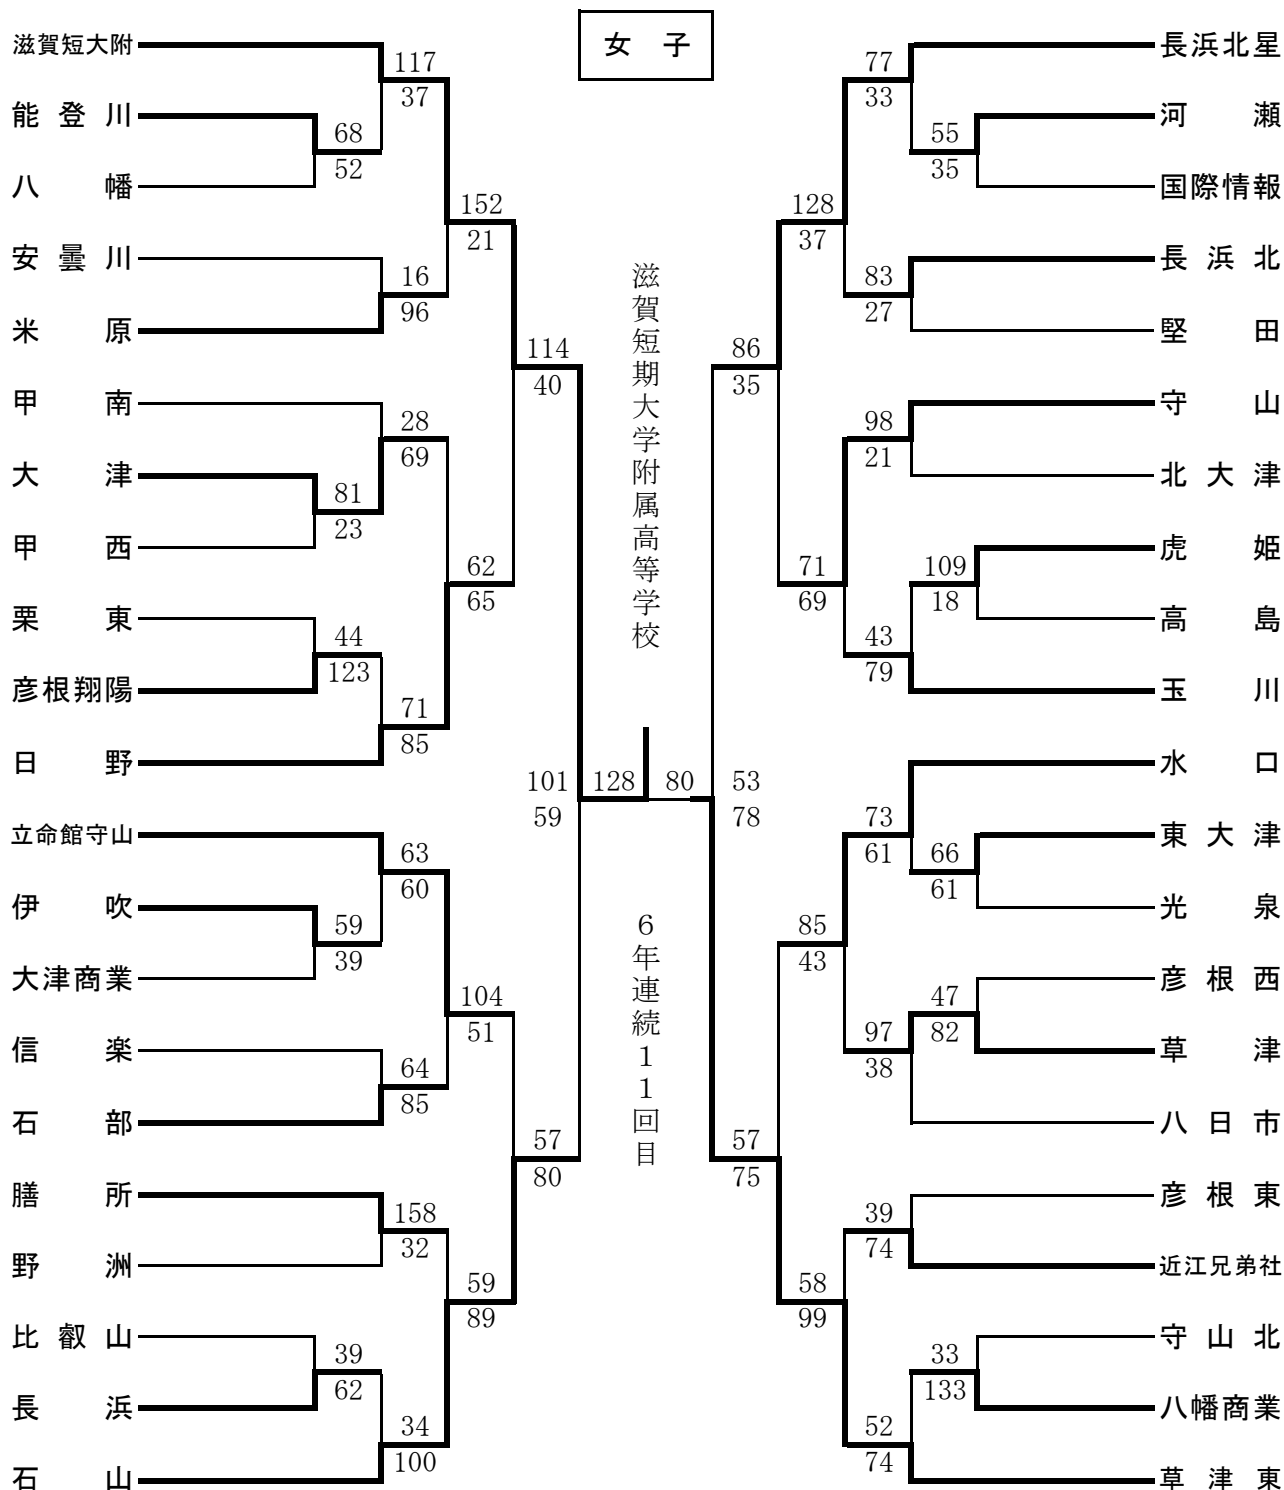 女子
滋賀短大附
117
37
能登川
68
52
八幡
152
21
安曇川
16
96
米原
114
40
甲南
28
69
大津
81
23
甲西
62
65
栗東
44
123
彦根翔陽
71
85
日野
101
59
128
立命館守山
63
60
伊吹
59
39
大津商業
104
51
信楽
64
85
石部
57
80
膳所
158
32
野洲
59
89
比叡山
39
62
長浜
34
100
石山
滋賀短期大学附属高等学校
6年連続11回目
長浜北星
77
33
河瀬
55
35
国際情報
128
37
長浜北
83
27
堅田
86
35
守山
98
21
北大津
虎姫
109
18
71
69
高島
43
79
玉川
80
53
78
水口
73
61
東大津
66
61
光泉
85
43
彦根西
47
82
草津
97
38
八日市
57
75
彦根東
39
74
近江兄弟社
58
99
守山北
33
133
八幡商業
52
74
草津東